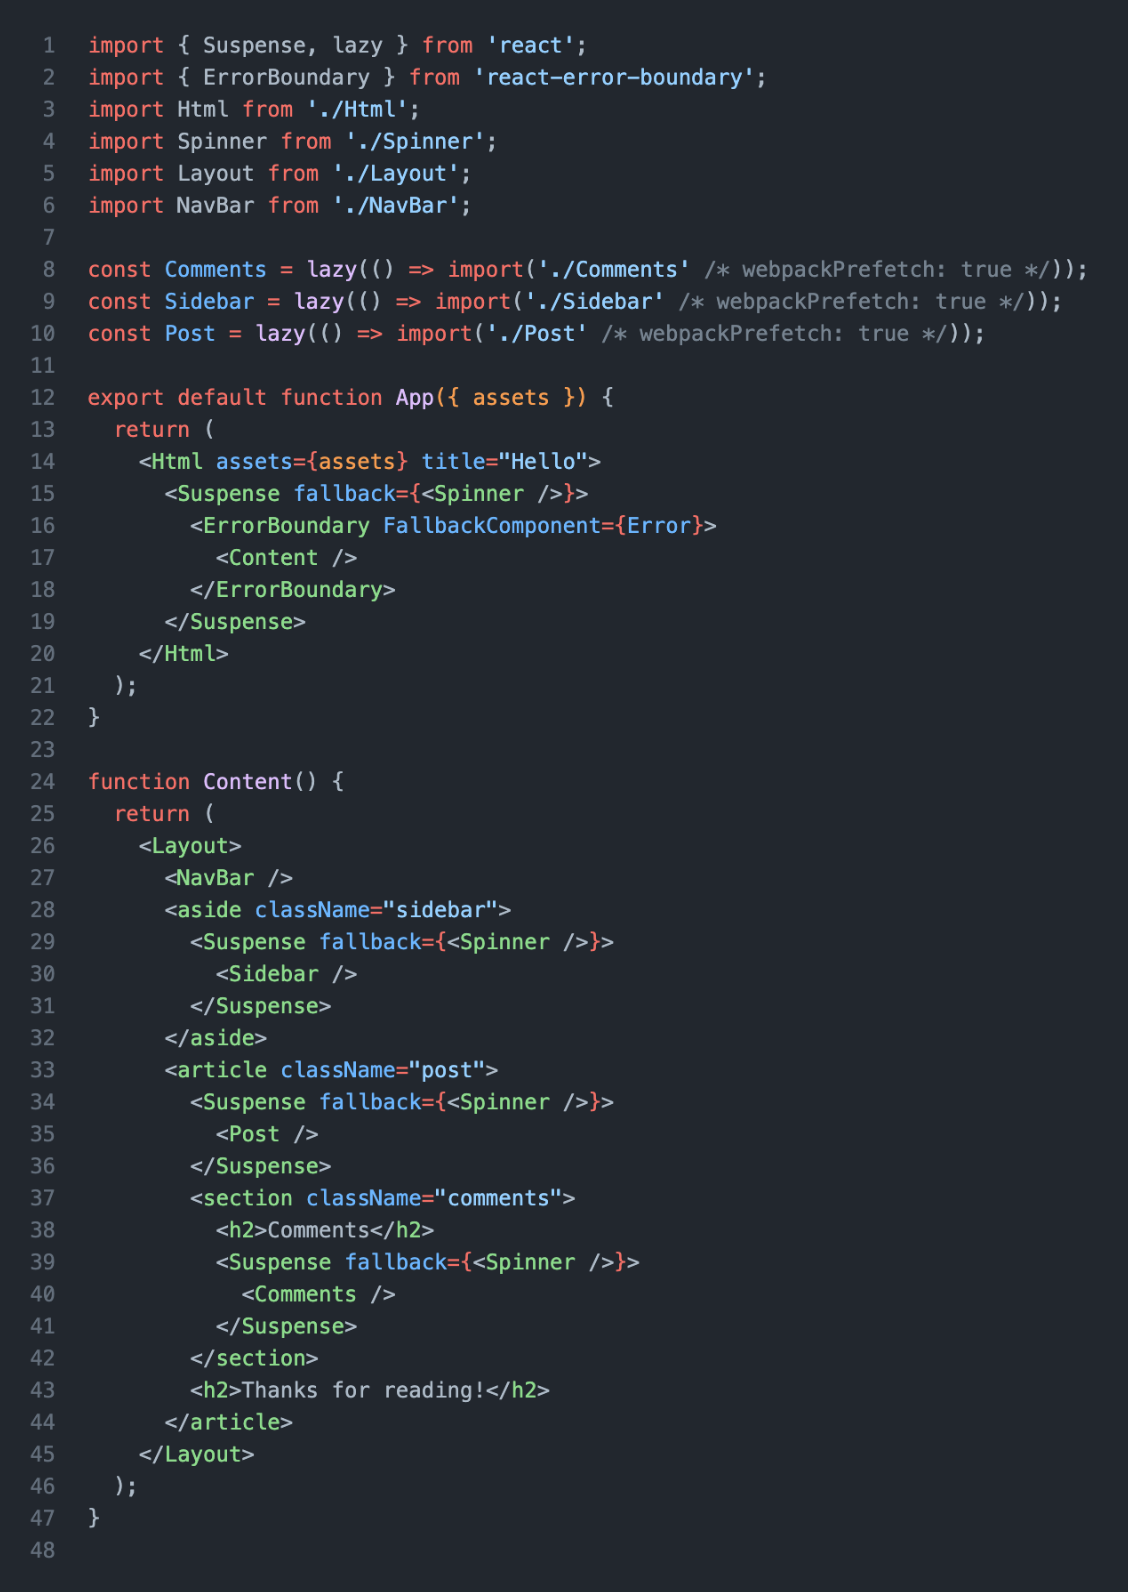 1 import { Suspense, lazy } from 'react';
2 import { ErrorBoundary } from 'react-error-boundary';
3 import Html from './Html';
4 import Spinner from './Spinner';
5 import Layout from './Layout';
6 import NavBar from './NavBar';
7
8 const Comments = lazy(() => import('./Comments' /* webpackPrefetch: true */));
9 const Sidebar = lazy(() => import('./Sidebar' /* webpackPrefetch: true */));
10 const Post = lazy(() => import('./Post' /* webpackPrefetch: true */));
11
12 export default function App({ assets }) {
13   return (
14     <Html assets={assets} title="Hello">
15       <Suspense fallback={<Spinner />}>
16         <ErrorBoundary FallbackComponent={Error}>
17           <Content />
18         </ErrorBoundary>
19       </Suspense>
20     </Html>
21   );
22 }
23
24 function Content() {
25   return (
26     <Layout>
27       <NavBar />
28       <aside className="sidebar">
29         <Suspense fallback={<Spinner />}>
30           <Sidebar />
31         </Suspense>
32       </aside>
33       <article className="post">
34         <Suspense fallback={<Spinner />}>
35           <Post />
36         </Suspense>
37         <section className="comments">
38           <h2>Comments</h2>
39           <Suspense fallback={<Spinner />}>
40             <Comments />
41           </Suspense>
42         </section>
43         <h2>Thanks for reading!</h2>
44       </article>
45     </Layout>
46   );
47 }
48